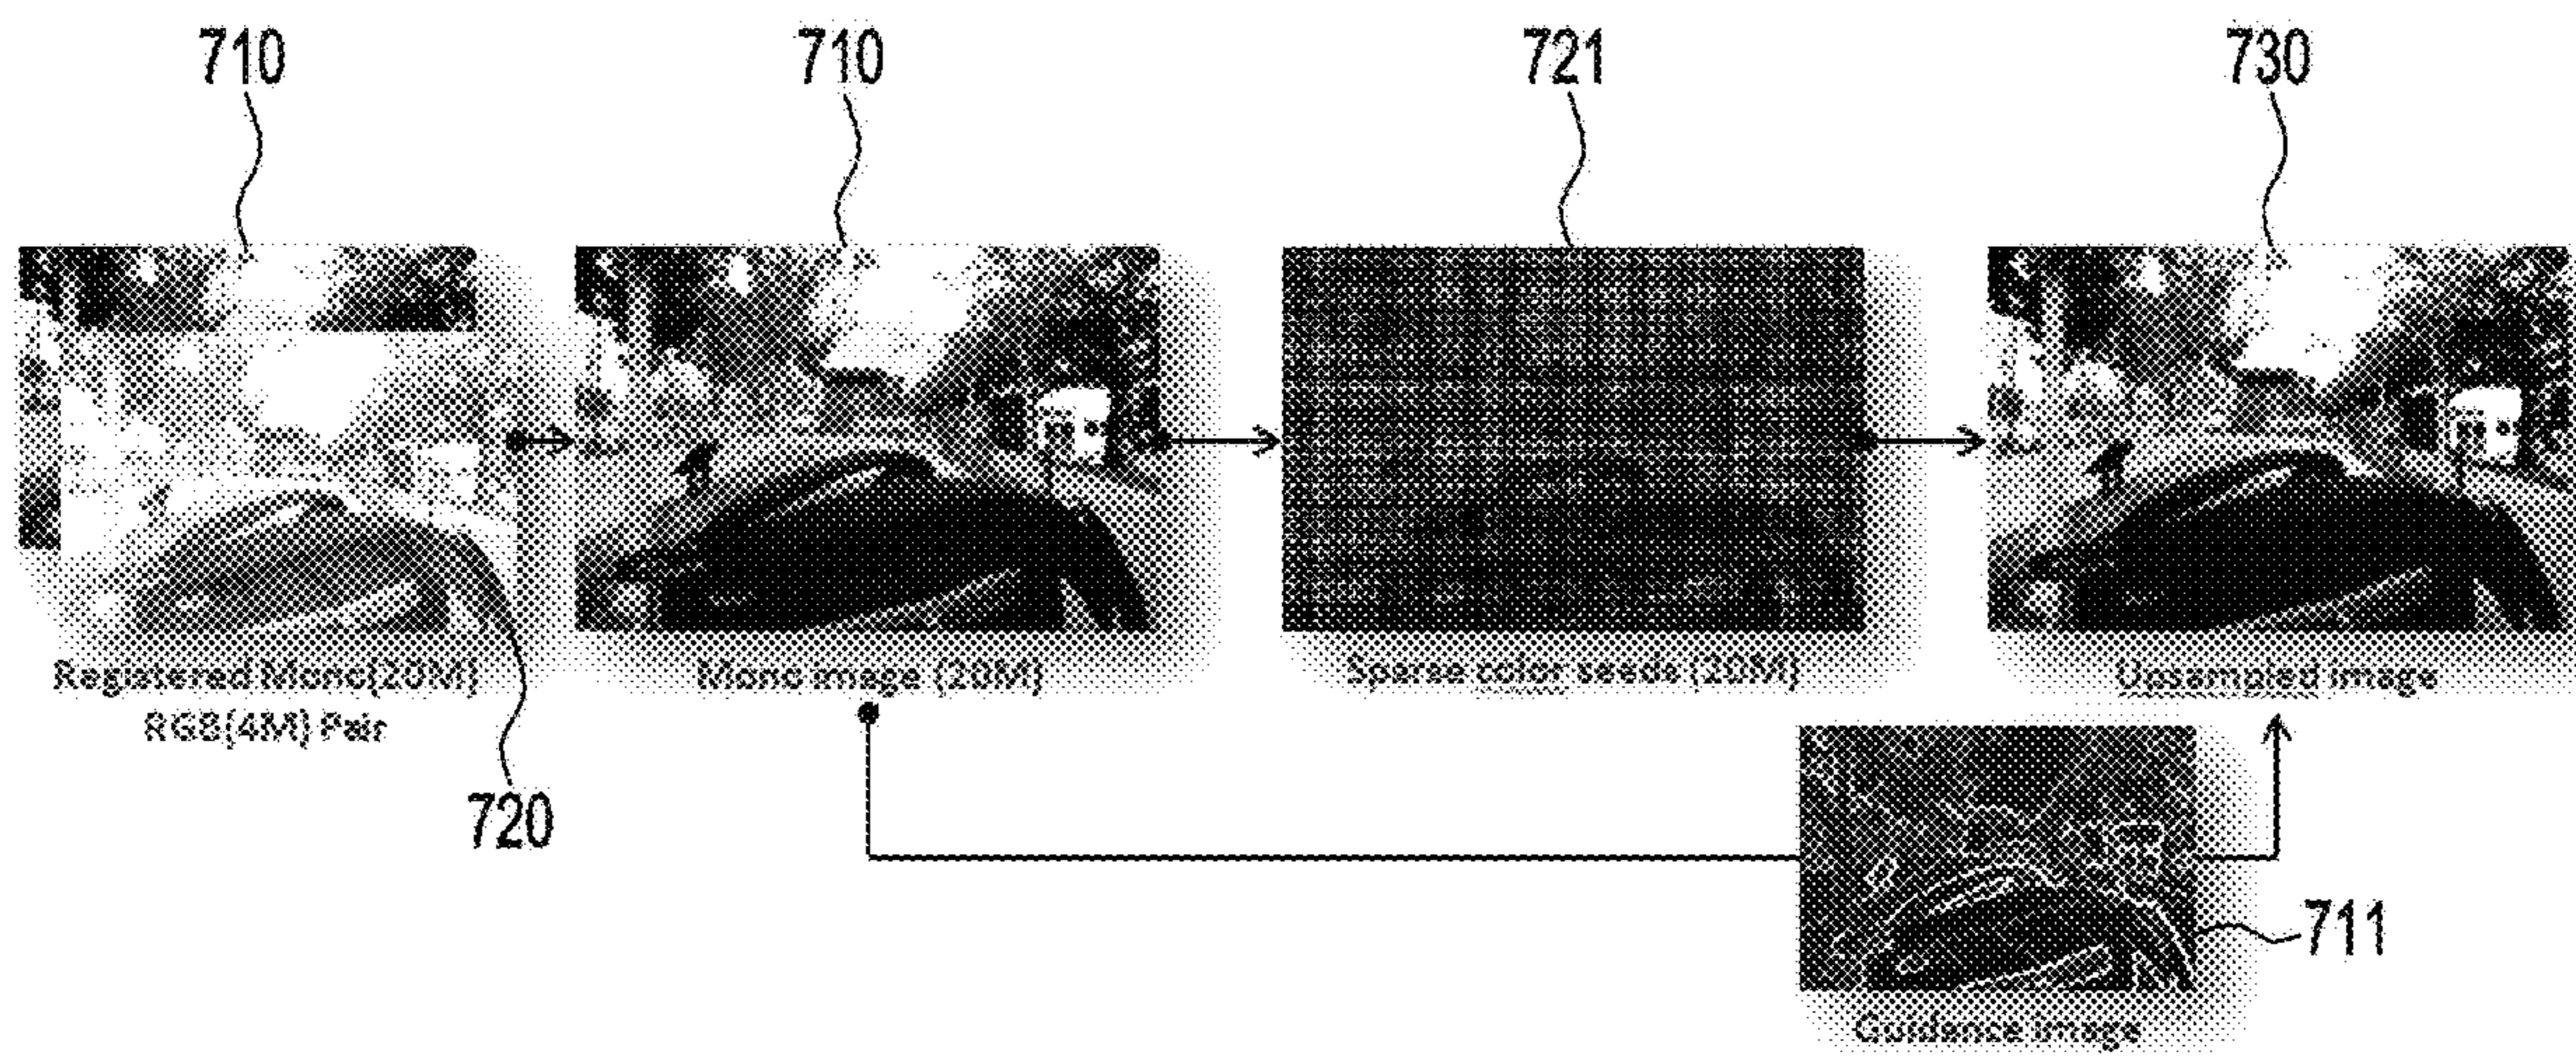 710
710
721
730
Registered Mono(20M)
RGB(4M) Pair
Mono image (20M)
Sparse color seeds (20M)
Upsampled image
720
711
Guidance image